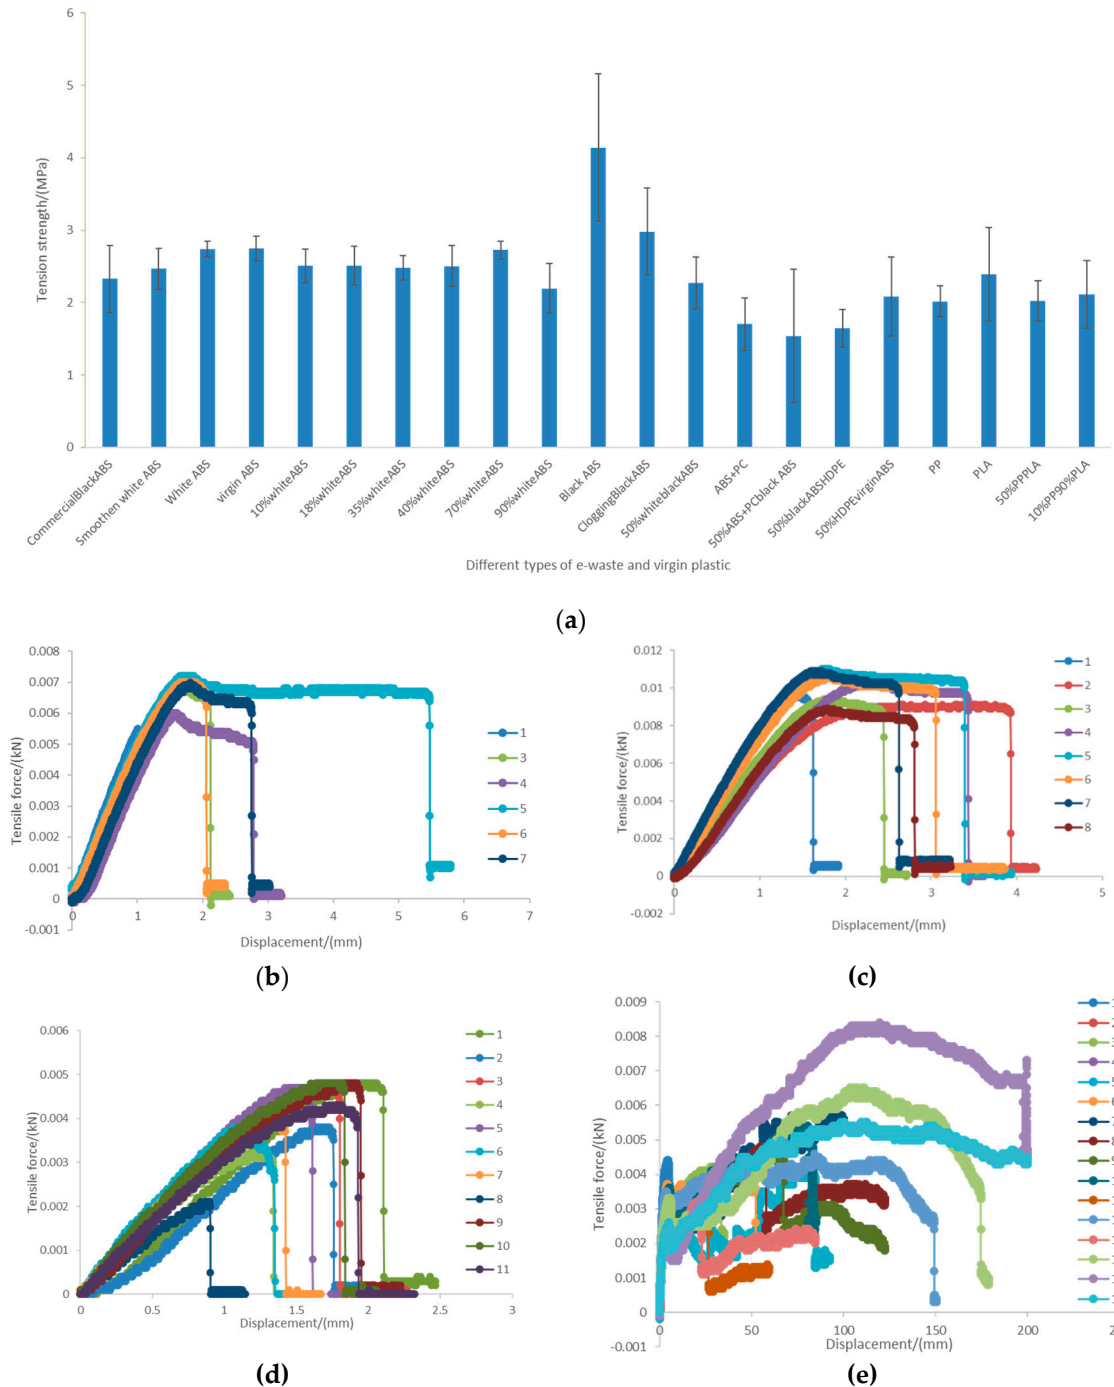 6
5
4
3
2
1
0
Tension strength/(MPa)
CommercialBlackABS
Smoothen white ABS
White ABS
virgin ABS
10%whiteABS
18%whiteABS
35%whiteABS
40%whiteABS
70%whiteABS
90%whiteABS
Black ABS
CloggingBlackABS
50%whiteblackABS
ABS+PC
50%ABS+PCblack ABS
50%blackABSHDPE
50%HDPEvirginABS
PP
PLA
50%PPPLA
10%PP90%PLA
Different types of e-waste and virgin plastic
(a)
0.008
0.007
0.006
0.005
0.004
0.003
0.002
0.001
0
-0.001
Tensile force/(kN)
0 1 2 3 4 5 6 7
Displacement/(mm)
1
3
4
5
6
7
(b)
0.012
0.01
0.008
0.006
0.004
0.002
0
-0.002
Tensile force/(kN)
0 1 2 3 4 5
Displacement/(mm)
1
2
3
4
5
6
7
8
(c)
0.006
0.005
0.004
0.003
0.002
0.001
0
Tensile force/(kN)
0 0.5 1 1.5 2 2.5 3
Displacement/(mm)
1
2
3
4
5
6
7
8
9
10
11
(d)
0.009
0.008
0.007
0.006
0.005
0.004
0.003
0.002
0.001
0
-0.001
Tensile force/(kN)
0 50 100 150 200
Displacement/(mm)
2
3
5
8
(e)